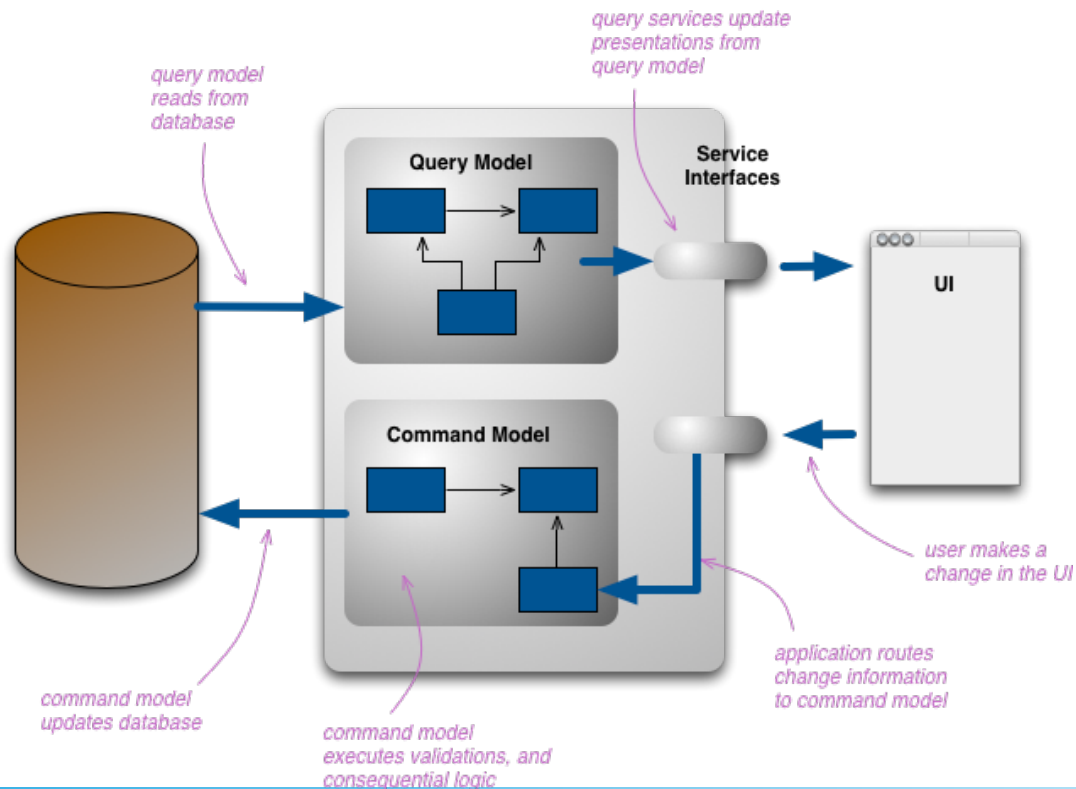 query services update
presentations from
query model
query model
reads from
database
Query Model
Service
Interfaces
UI
Command Model
user makes a
change in the UI
application routes
change information
to command model
command model
updates database
command model
executes validations, and
consequential logic